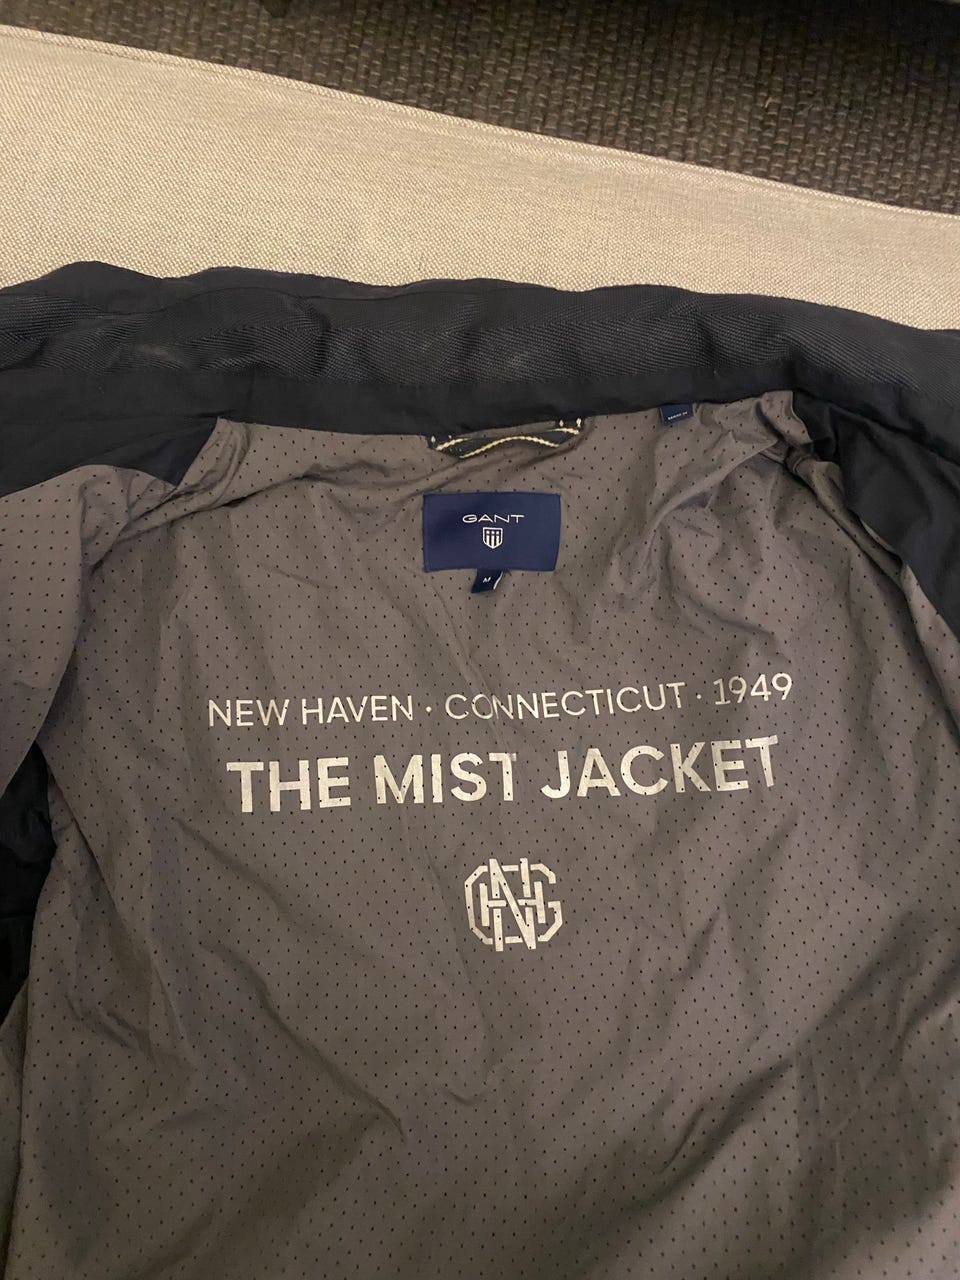 GANT
M
NEW HAVEN · CONNECTICUT · 1949
THE MIST JACKET